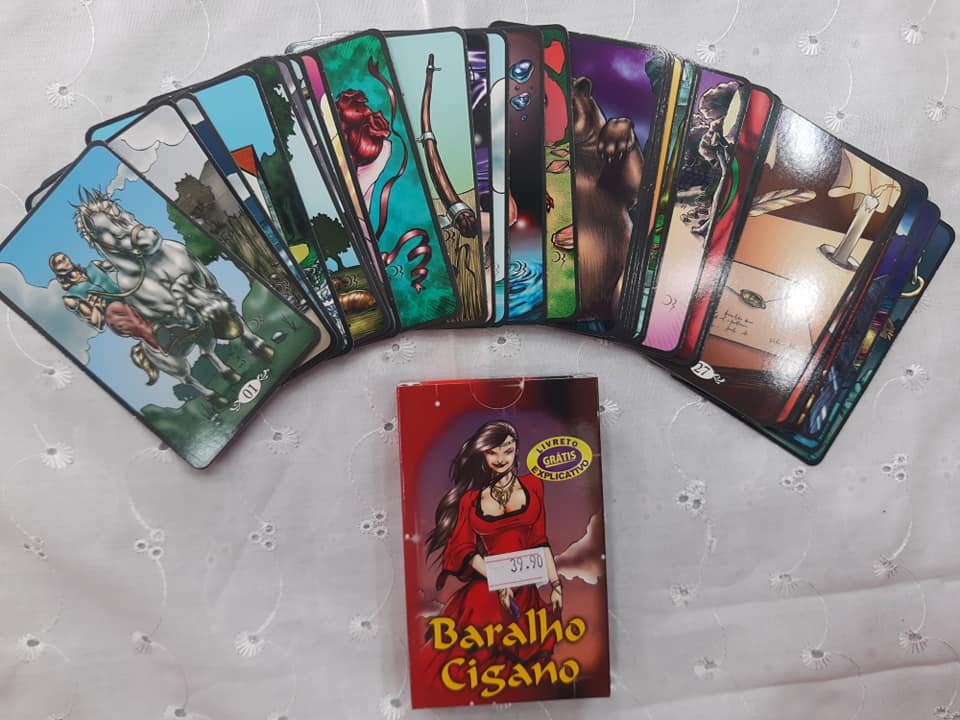 01
27
LIVRETO
GRÁTIS
EXPLICATIVO
39.90
Baralho
Cigano